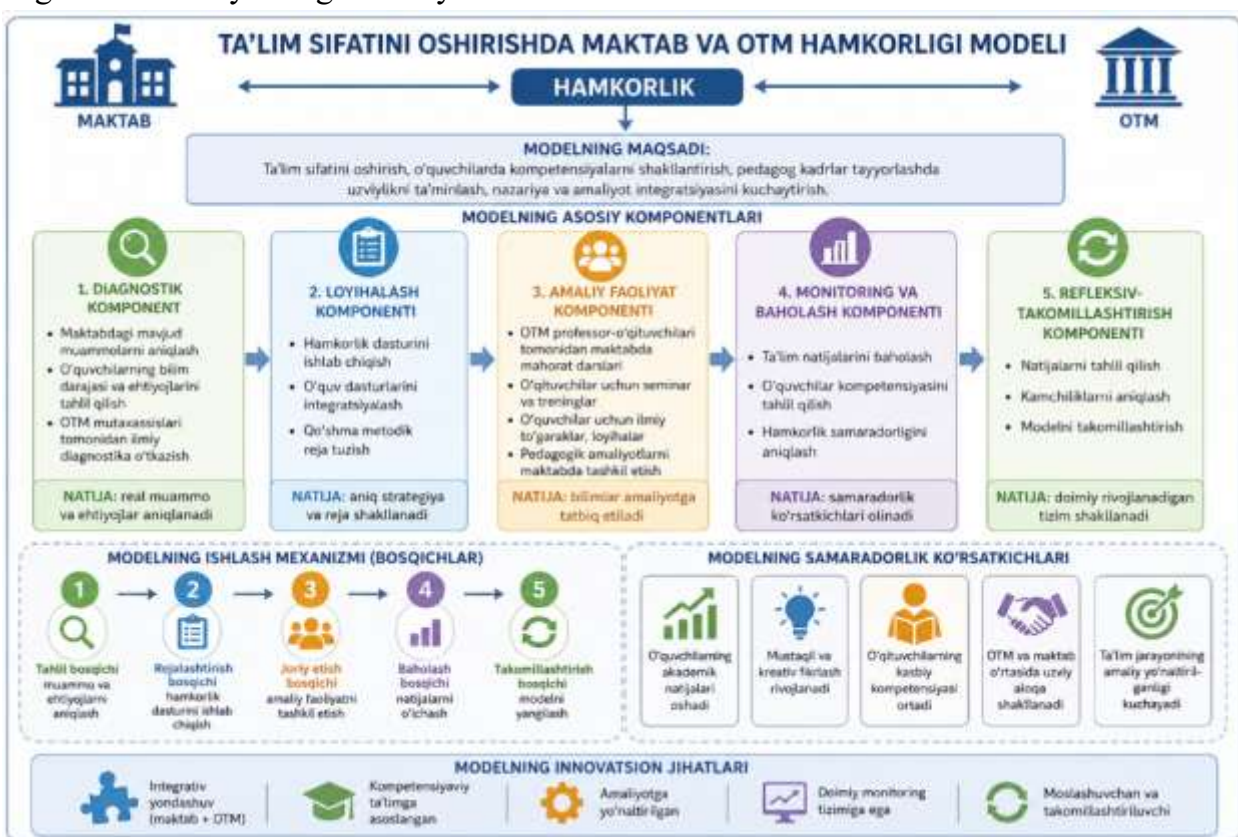 TA'LIM SIFATINI OSHIRISHDA MAKTAB VA OTM HAMKORLIGI MODELI
MAKTAB
HAMKORLIK
OTM
MODELNING MAQSADI:
Ta'lim sifatini oshirish, o'quvchilarda kompetensiyalarni shakllantirish, pedagog kadrlar tayyorlashda
uzviylikni ta'minlash, nazariya va amaliyot integratsiyasini kuchaytirish.
MODELNING ASOSIY KOMPONENTLARI
1. DIAGNOSTIK
KOMPONENT
• Maktabdagi mavjud
muammolarni aniqlash
• O'quvchilarning bilim
darajasi va ehtiyojlarini
tahlil qilish
• OTM mutaxassislari
tomonidan ilmiy
diagnostika o'tkazish
NATIJA: real muammo
va ehtiyojlar aniqlanadi
2. LOYIHALASH
KOMPONENTI
• Hamkorlik dasturini
ishlab chiqish
• O'quv dasturlarini
integratsiyalash
• Qo'shma metodik
reja tuzish
NATIJA: aniq strategiya
va reja shakllanadi
3. AMALIY FAOLIYAT
KOMPONENTI
• OTM professor-o'qituvchilari
tomonidan maktabda
mahorat darslari
• O'qituvchilar uchun seminar
va treninglar
• O'quvchilar uchun ilmiy
to'garaklar, loyihalar
• Pedagogik amaliyotlarni
maktabda tashkil etish
NATIJA: bilimlar amaliyotga
tatbiq etiladi
4. MONITORING VA
BAHOLASH KOMPONENTI
• Ta'lim natijalarini baholash
• O'quvchilar kompetensiyasini
tahlil qilish
• Hamkorlik samaradorligini
aniqlash
NATIJA: samaradorlik
ko'rsatkichlari olinadi
5. REFLEKSIV-
TAKOMILLASHTIRISH
KOMPONENTI
• Natijalarni tahlil qilish
• Kamchiliklarni aniqlash
• Modelni takomillashtirish
NATIJA: doimiy rivojlanadigan
tizim shakllanadi
MODELNING ISHLASH MEXANIZMI (BOSQICHLAR)
1
Tahlil bosqichi
muammo va
ehtiyojlarni
aniqlash
2
Rejalashtirish
bosqichi
hamkorlik
dasturni ishlab
chiqish
3
Joriy etish
bosqichi
amaliy faoliyatni
tashkil etish
4
Baholash
bosqichi
natijalarni
o'lchash
5
Takomillashtirish
bosqichi
modelni
yangilash
MODELNING SAMARADORLIK KO'RSATKICHLARI
O'quvchilarning
akademik
natijalari
oshadi
Mustaqil va
kreativ fikrlash
rivojlanadi
O'qituvchilarning
kasbiy
kompetensiyasi
ortadi
OTM va maktab
o'rtasida uzviy
aloqa
shakllanadi
Ta'lim jarayonining
amaliy yo'naltiril-
ganligi
kuchayadi
MODELNING INNOVATSION JIHATLARI
Integrativ
yondashuv
(maktab + OTM)
Kompetensiyaviy
ta'limga
asoslangan
Amaliyotga
yo'naltirilgan
Doimiy monitoring
tizimiga ega
Moslashuvchan va
takomillashtiriluvchi